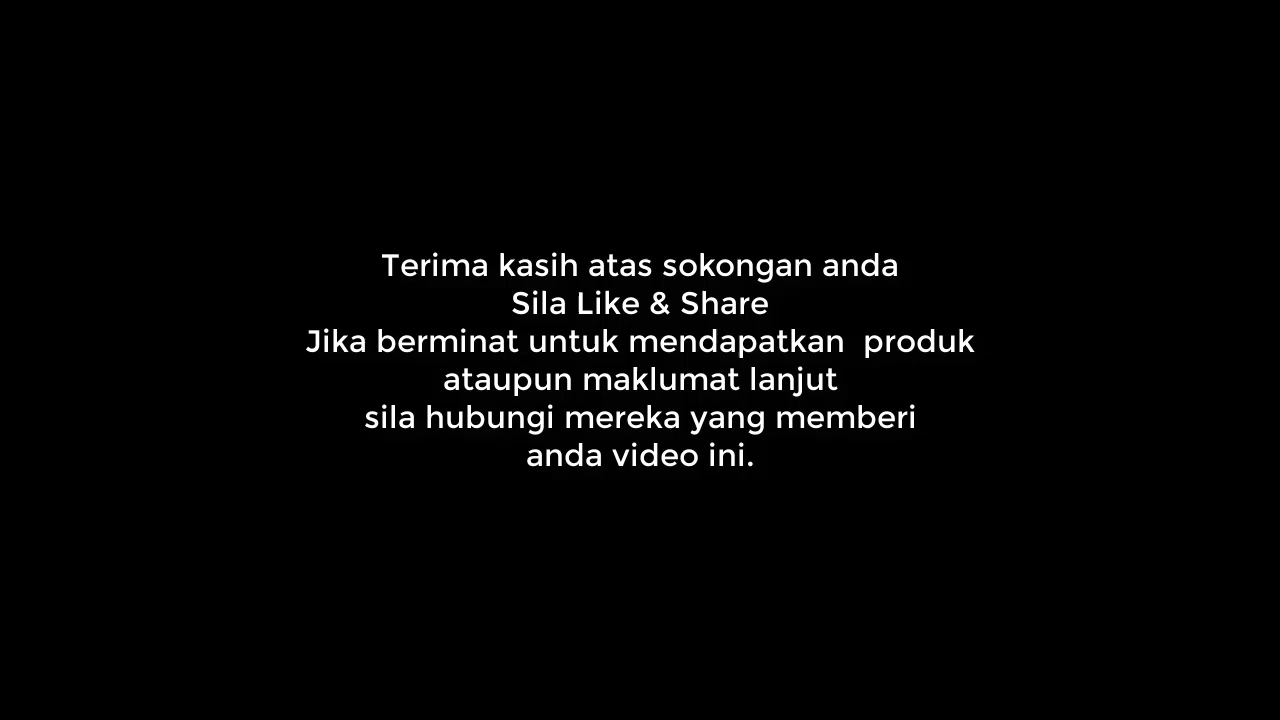 Terima kasih atas sokongan anda
Sila Like & Share
Jika berminat untuk mendapatkan  produk
ataupun maklumat lanjut
sila hubungi mereka yang memberi
anda video ini.